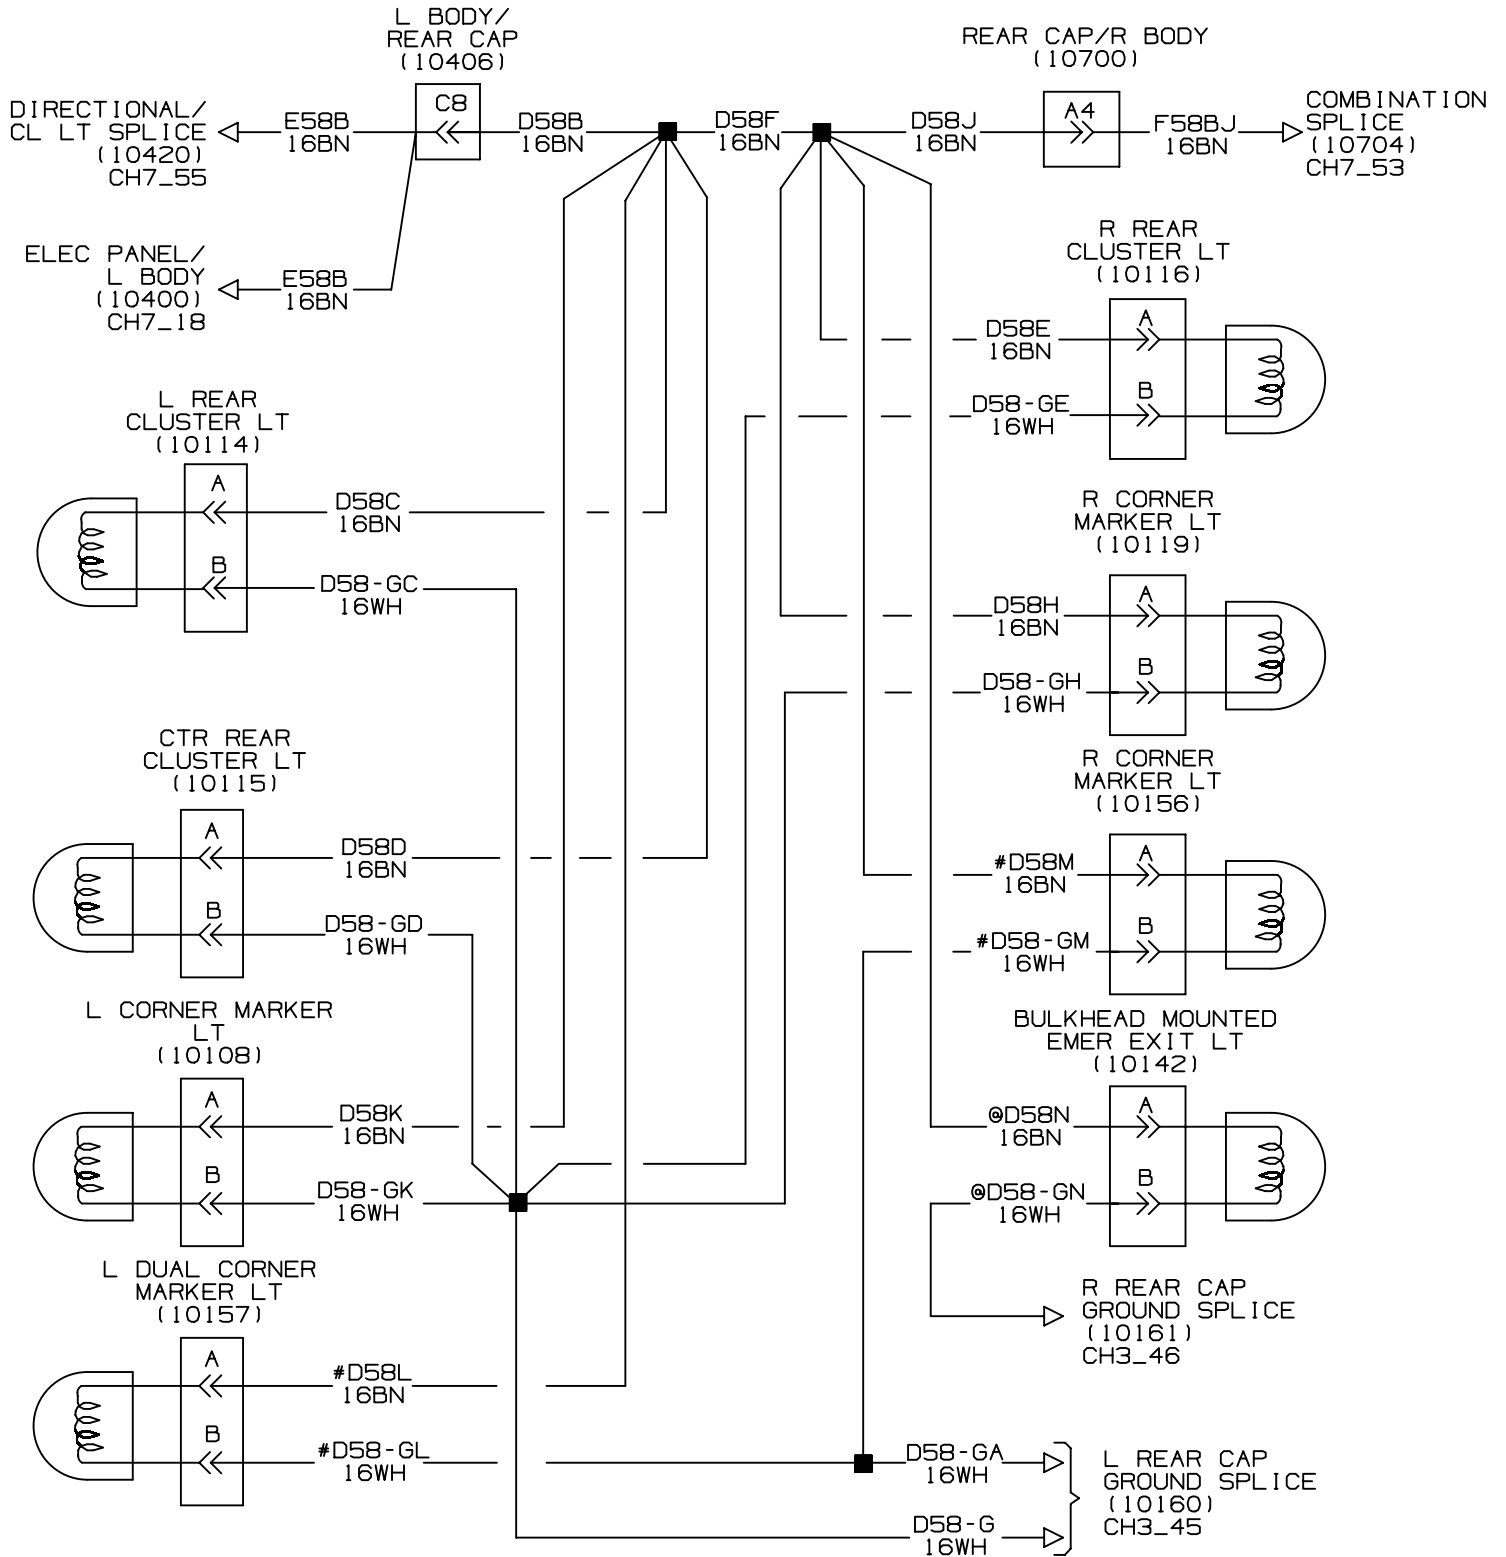 L BODY/
REAR CAP
(10406)
C8
REAR CAP/R BODY
(10700)
A4
DIRECTIONAL/
CL LT SPLICE
(10420)
CH7_55
E58B
16BN
D58B
16BN
D58F
16BN
D58J
16BN
F58BJ
16BN
COMBINATION
SPLICE
(10704)
CH7_53
ELEC PANEL/
L BODY
(10400)
CH7_18
E58B
16BN
R REAR
CLUSTER LT
(10116)
A
D58E
16BN
B
D58-GE
16WH
L REAR
CLUSTER LT
(10114)
A
D58C
16BN
B
D58-GC
16WH
R CORNER
MARKER LT
(10119)
A
D58H
16BN
B
D58-GH
16WH
CTR REAR
CLUSTER LT
(10115)
A
D58D
16BN
B
D58-GD
16WH
R CORNER
MARKER LT
(10156)
A
#D58M
16BN
B
#D58-GM
16WH
L CORNER MARKER
LT
(10108)
A
D58K
16BN
B
D58-GK
16WH
BULKHEAD MOUNTED
EMER EXIT LT
(10142)
A
@D58N
16BN
B
@D58-GN
16WH
R REAR CAP
GROUND SPLICE
(10161)
CH3_46
L DUAL CORNER
MARKER LT
(10157)
A
#D58L
16BN
B
#D58-GL
16WH
D58-GA
16WH
D58-G
16WH
L REAR CAP
GROUND SPLICE
(10160)
CH3_45